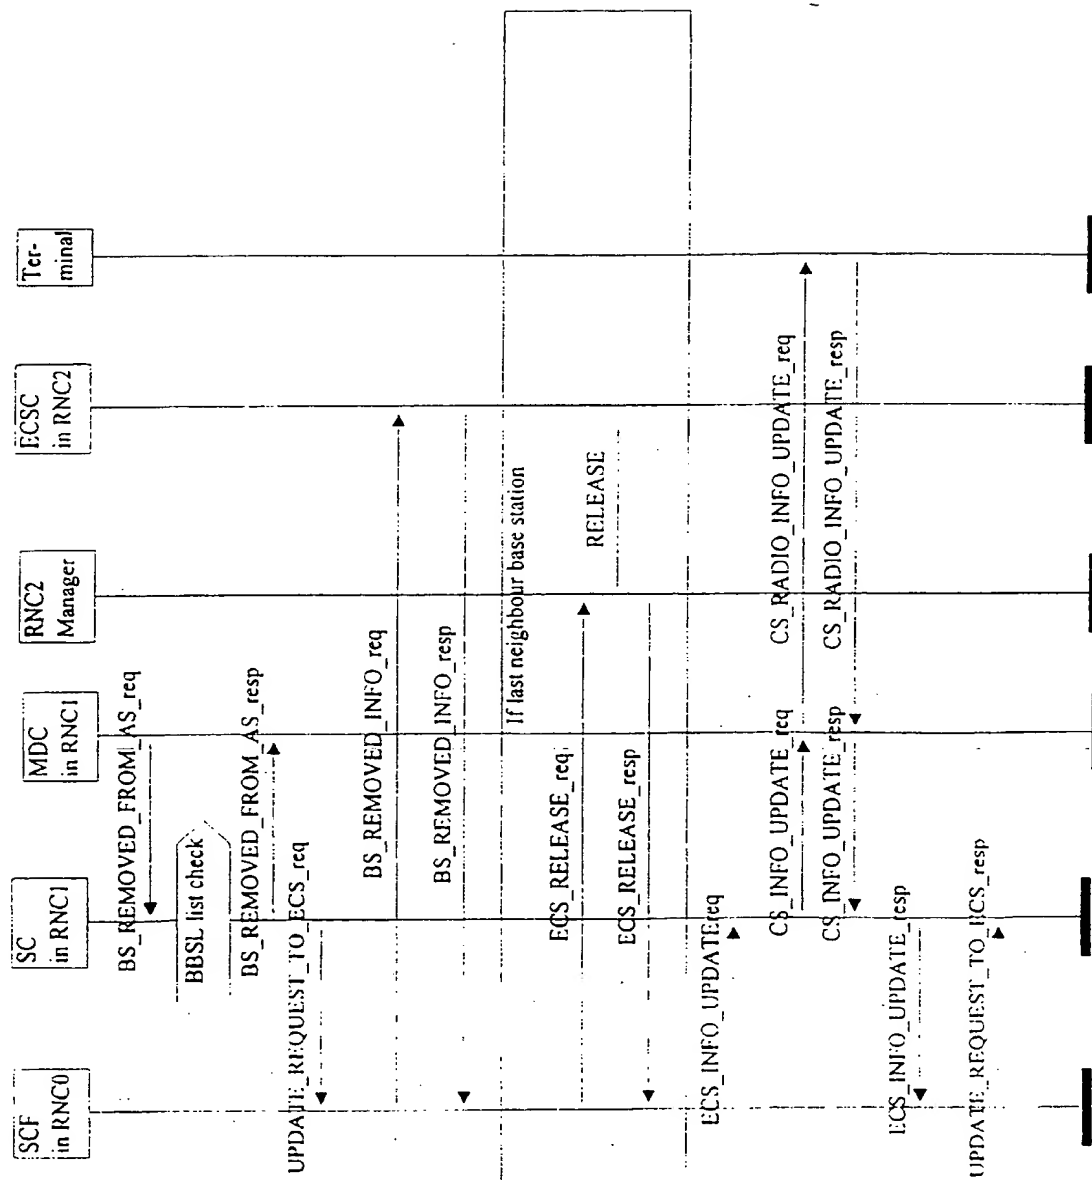 SCF
in RNC0
SC
in RNC1
MDC
in RNC1
RNC2
Manager
ECSC
in RNC2
Ter-
minal
BS_REMOVED_FROM_AS_req
BBSL list check
BS_REMOVED_FROM_AS_resp
UPDATE_REQUEST_TO_ECS_req
BS_REMOVED_INFO_req
BS_REMOVED_INFO_resp
If last neighbour base station
ECS_RELEASE_req
RELEASE
ECS_RELEASE_resp
ECS_INFO_UPDATEreq
CS_INFO_UPDATE_req
CS_RADIO_INFO_UPDATE_req
CS_INFO_UPDATE_resp
CS_RADIO_INFO_UPDATE_resp
ECS_INFO_UPDATE_resp
UPDATE_REQUEST_TO_ECS_resp